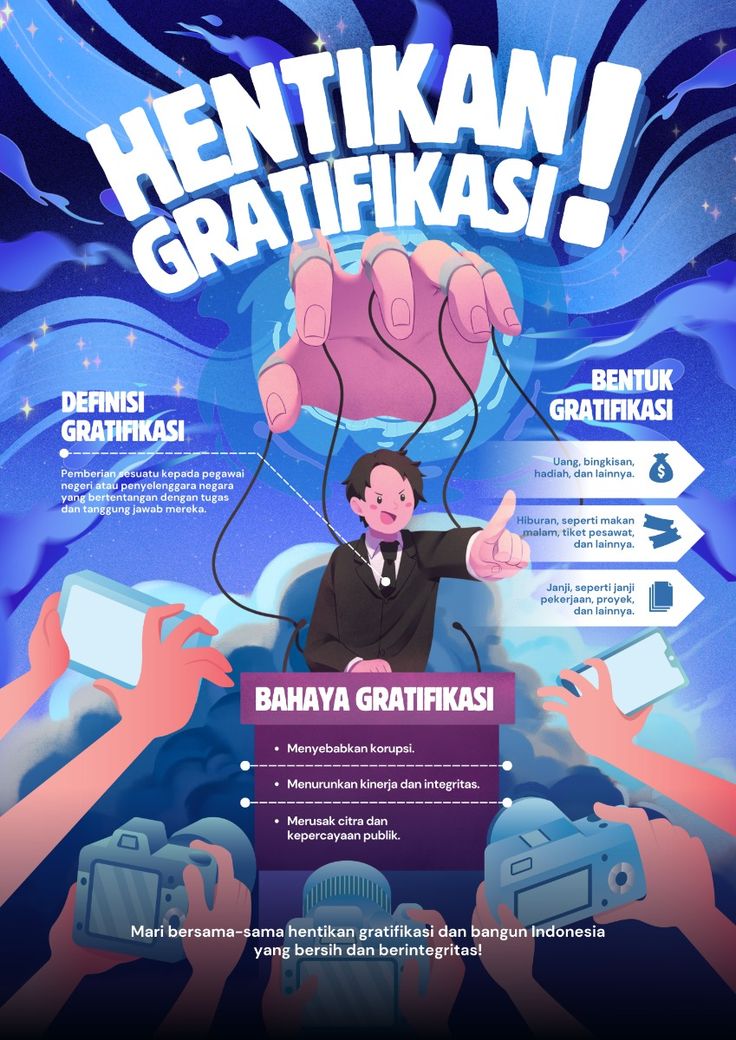 HENTIKAN
GRATIFIKASI!
DEFINISI
GRATIFIKASI
Pemberian sesuatu kepada pegawai
negeri atau penyelenggara negara
yang bertentangan dengan tugas
dan tanggung jawab mereka.
BENTUK
GRATIFIKASI
Uang, bingkisan,
hadiah, dan lainnya.
$
Hiburan, seperti makan
malam, tiket pesawat,
dan lainnya.
Janji, seperti janji
pekerjaan, proyek,
dan lainnya.
BAHAYA GRATIFIKASI
• Menyebabkan korupsi.
• Menurunkan kinerja dan integritas.
• Merusak citra dan
kepercayaan publik.
Mari bersama-sama hentikan gratifikasi dan bangun Indonesia
yang bersih dan berintegritas!